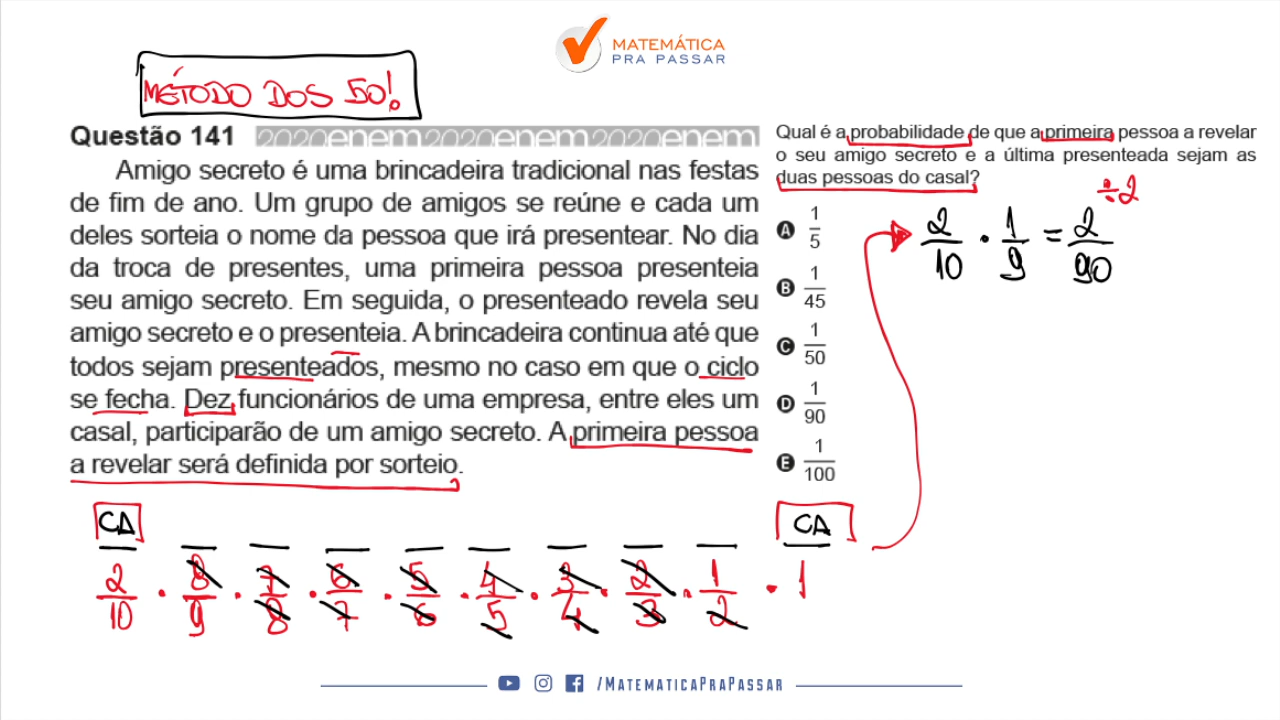 MATEMÁTICA
PRA PASSAR
MÉTODO DOS 50!
Questão 141 2020enem2020enem2020enem
Amigo secreto é uma brincadeira tradicional nas festas
de fim de ano. Um grupo de amigos se reúne e cada um
deles sorteia o nome da pessoa que irá presentear. No dia
da troca de presentes, uma primeira pessoa presenteia
seu amigo secreto. Em seguida, o presenteado revela seu
amigo secreto e o presenteia. A brincadeira continua até que
todos sejam presenteados, mesmo no caso em que o ciclo
se fecha. Dez funcionários de uma empresa, entre eles um
casal, participarão de um amigo secreto. A primeira pessoa
a revelar será definida por sorteio.
Qual é a probabilidade de que a primeira pessoa a revelar
o seu amigo secreto e a última presenteada sejam as
duas pessoas do casal?
A 1/5
B 1/45
C 1/50
D 1/90
E 1/100
÷2
2/10 · 1/9 = 2/90
CA CA
2/10 · 8/9 · 7/8 · 6/7 · 5/6 · 4/5 · 3/4 · 2/3 · 1/2 · 1
/MATEMATICAPRAPASSAR